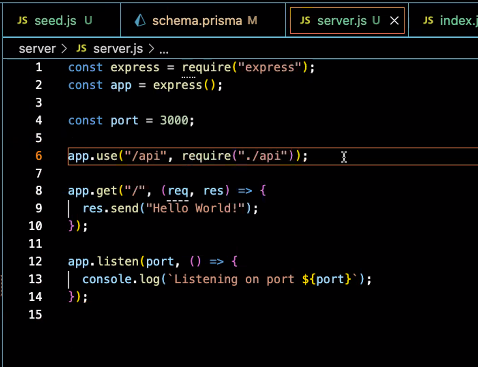 JS seed.js U schema.prisma M JS server.js U × JS index.j
server > JS server.js > ...
1 const express = require("express");
2 const app = express();
3
4 const port = 3000;
5
6 app.use("/api", require("./api"));
7
8 app.get("/", (req, res) => {
9 res.send("Hello World!");
10 });
11
12 app.listen(port, () => {
13 console.log(`Listening on port ${port}`);
14 });
15